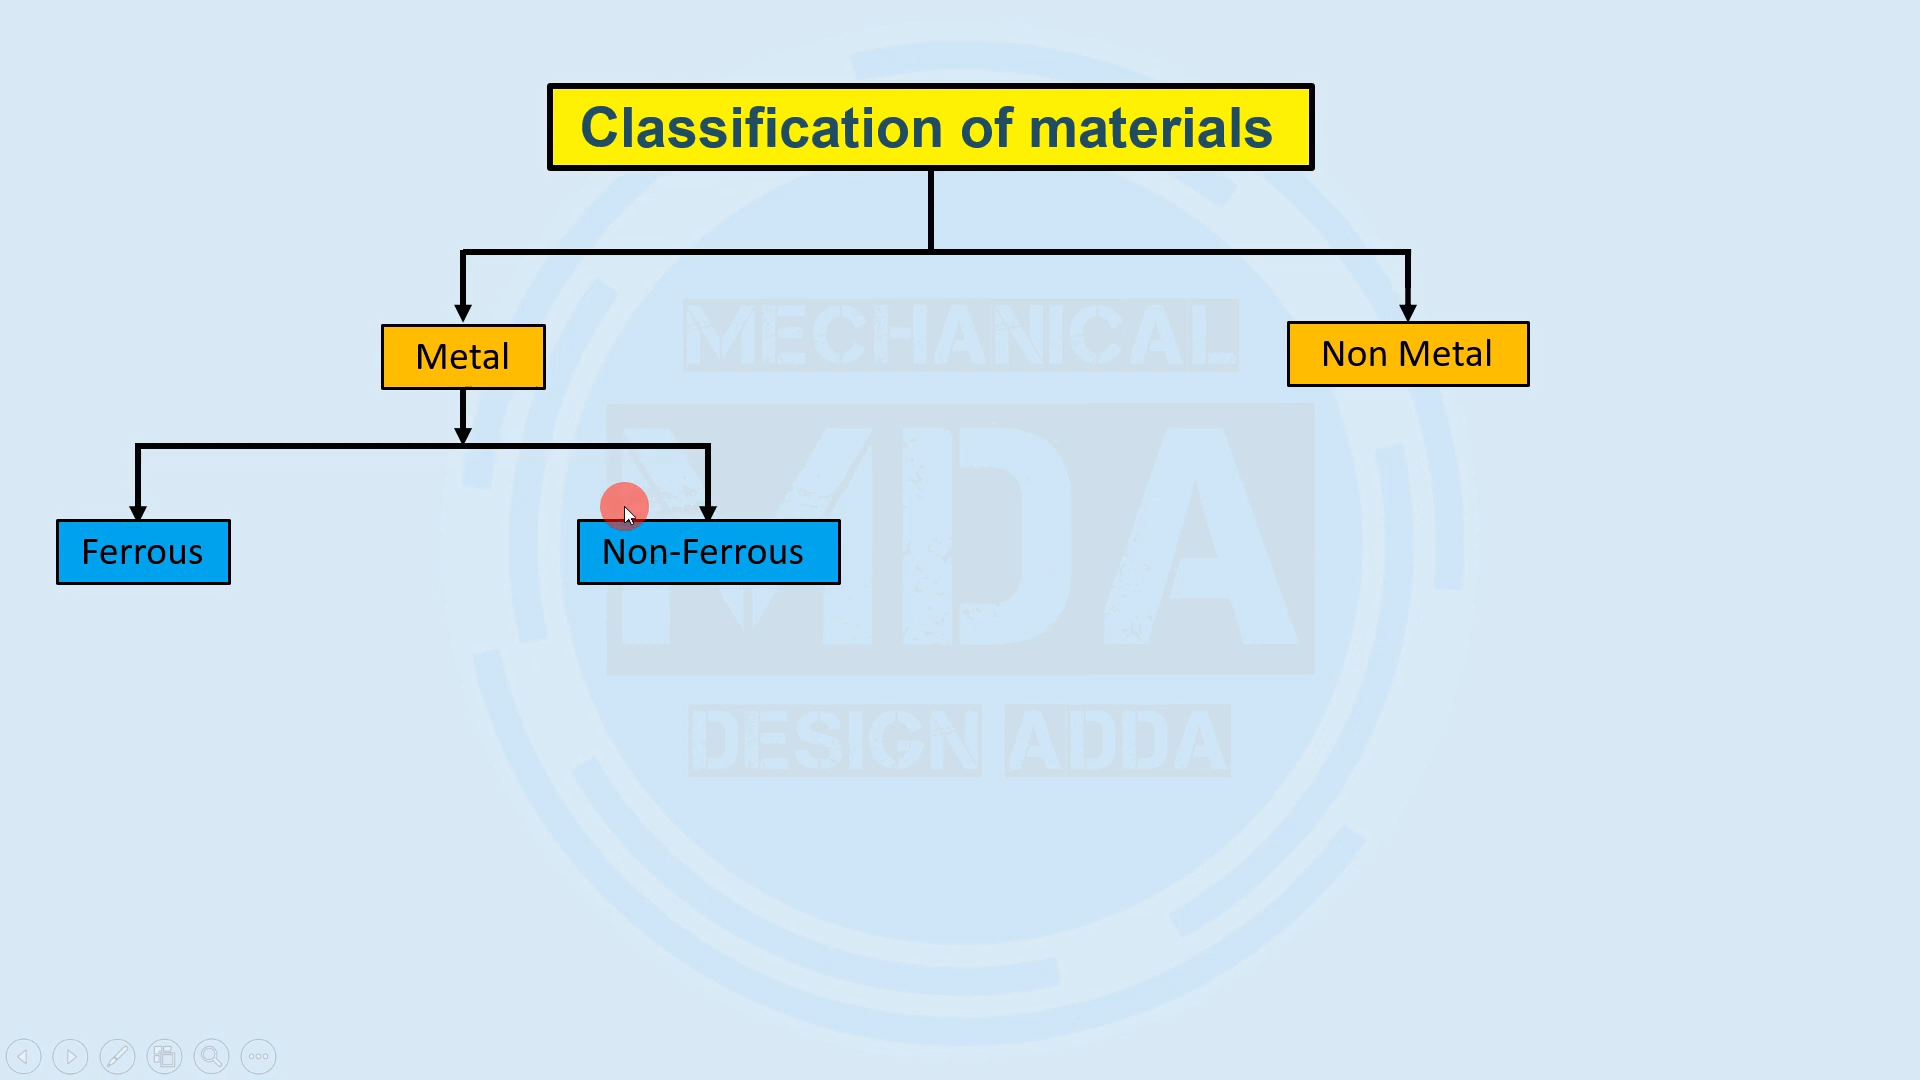 Classification of materials
Metal
Non Metal
Ferrous
Non-Ferrous
MECHANICAL
MDA
DESIGN ADDA